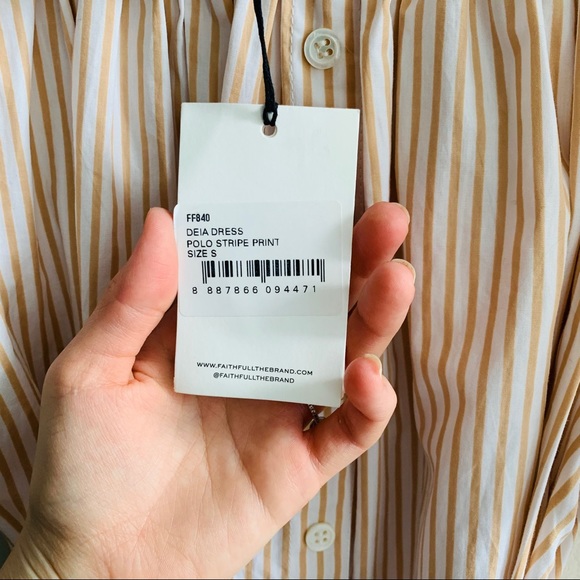 FF840
DEIA DRESS
POLO STRIPE PRINT
SIZE S
8 887866 094471
WWW.FAITHFULLTHEBRAND.COM
@FAITHFULLTHEBRAND